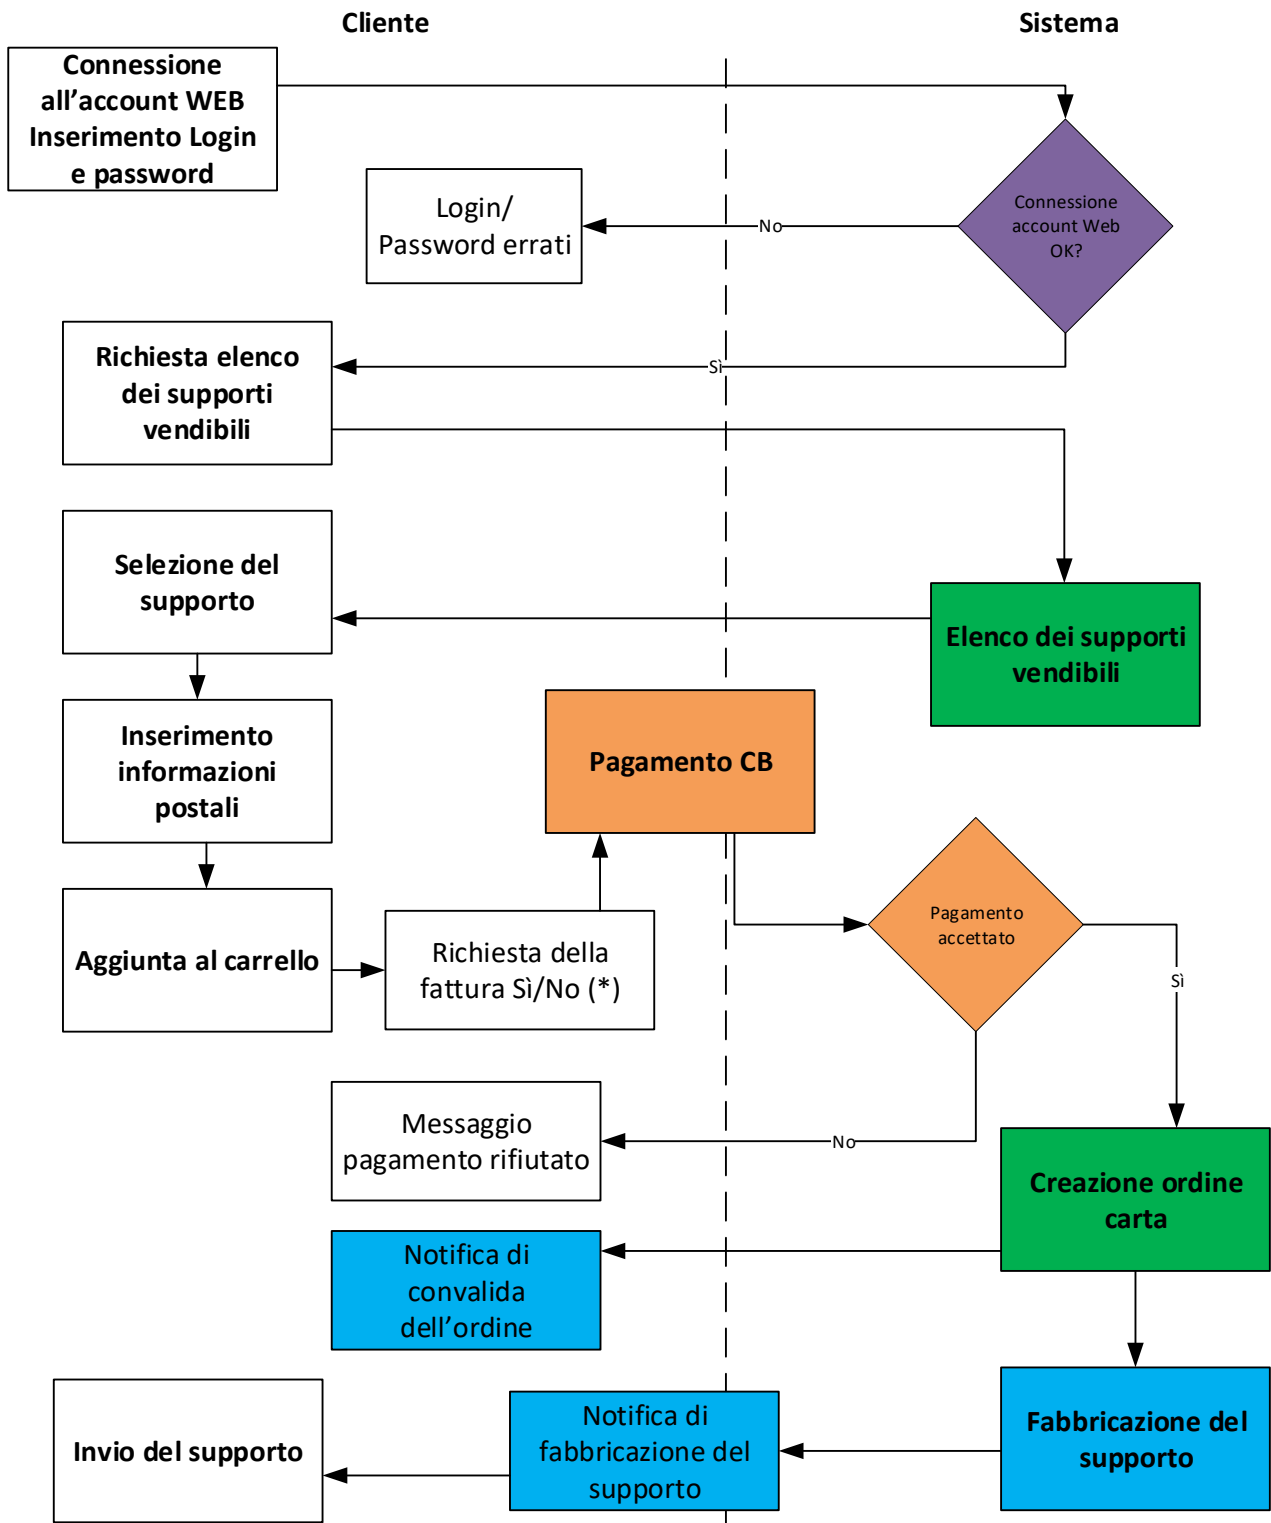 Cliente
Sistema
Connessione
all’account WEB
Inserimento Login
e password
Connessione
account Web
OK?
No
Login/
Password errati
Sì
Richiesta elenco
dei supporti
vendibili
Selezione del
supporto
Elenco dei supporti
vendibili
Inserimento
informazioni
postali
Pagamento CB
Aggiunta al carrello
Richiesta della
fattura Sì/No (*)
Pagamento
accettato
Sì
No
Messaggio
pagamento rifiutato
Creazione ordine
carta
Notifica di
convalida
dell’ordine
Fabbricazione del
supporto
Notifica di
fabbricazione del
supporto
Invio del supporto